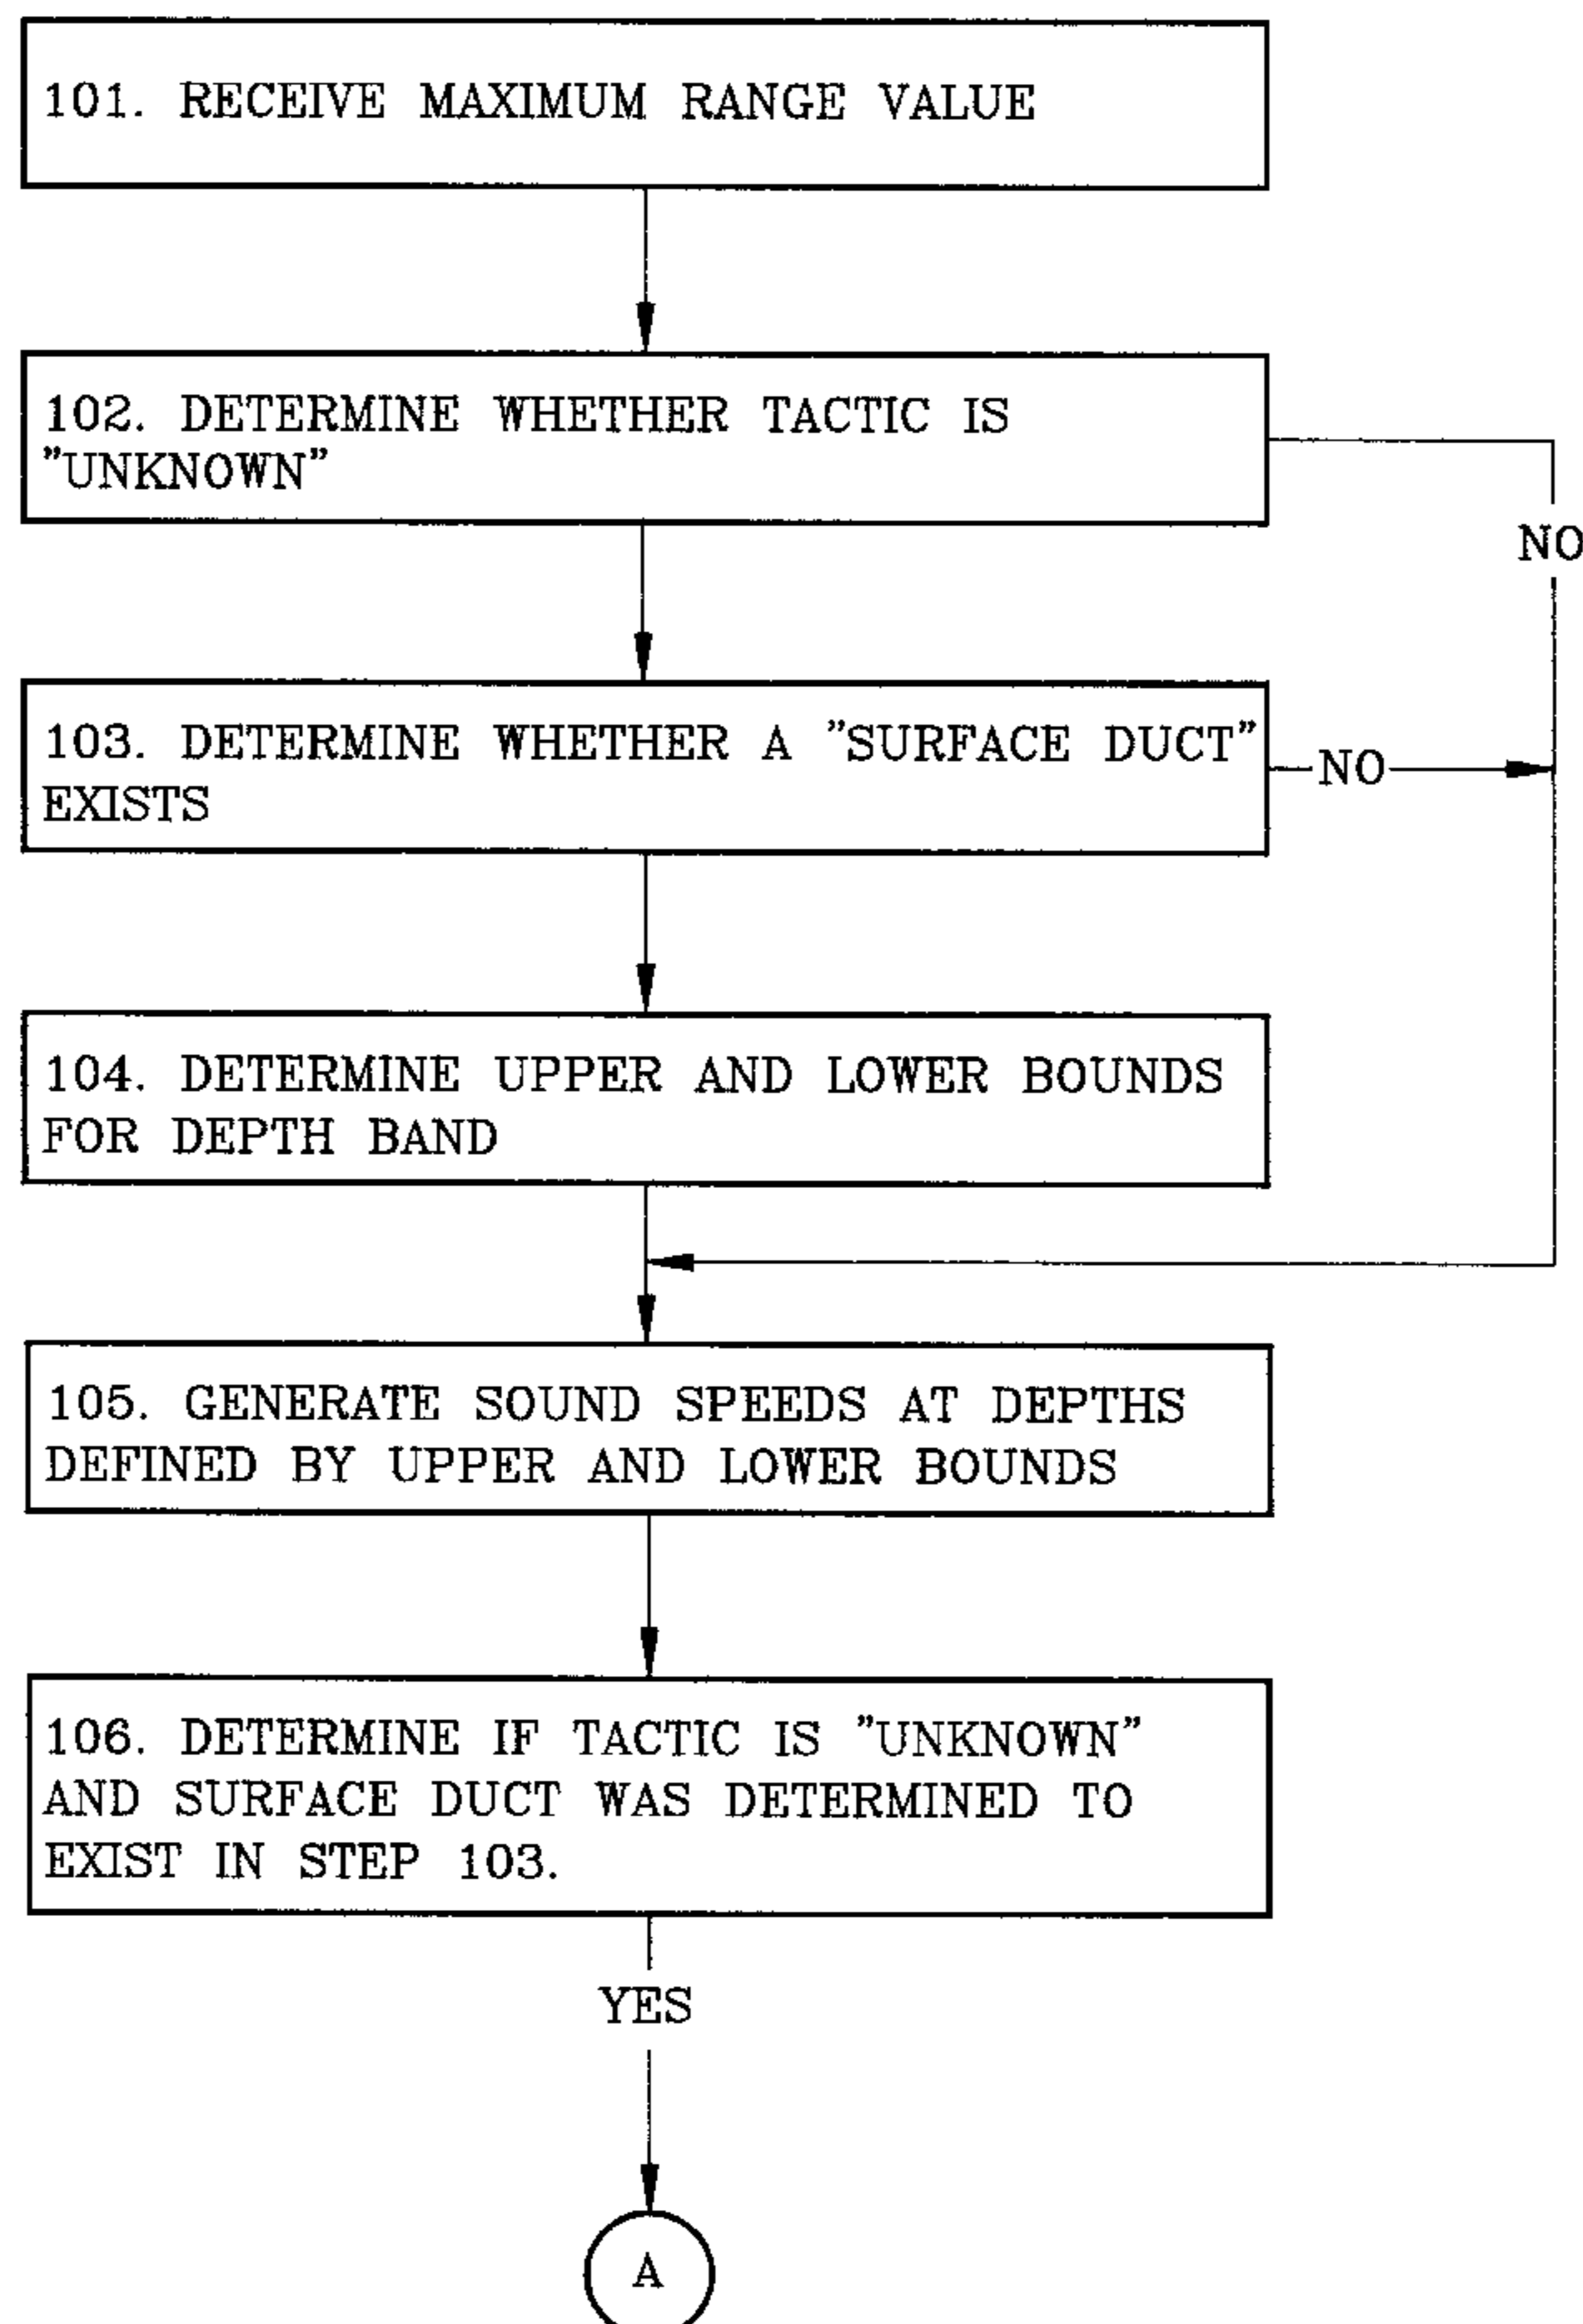 101. RECEIVE MAXIMUM RANGE VALUE
102. DETERMINE WHETHER TACTIC IS
"UNKNOWN"
NO
103. DETERMINE WHETHER A "SURFACE DUCT"
EXISTS
NO
104. DETERMINE UPPER AND LOWER BOUNDS
FOR DEPTH BAND
105. GENERATE SOUND SPEEDS AT DEPTHS
DEFINED BY UPPER AND LOWER BOUNDS
106. DETERMINE IF TACTIC IS "UNKNOWN"
AND SURFACE DUCT WAS DETERMINED TO
EXIST IN STEP 103.
YES
A